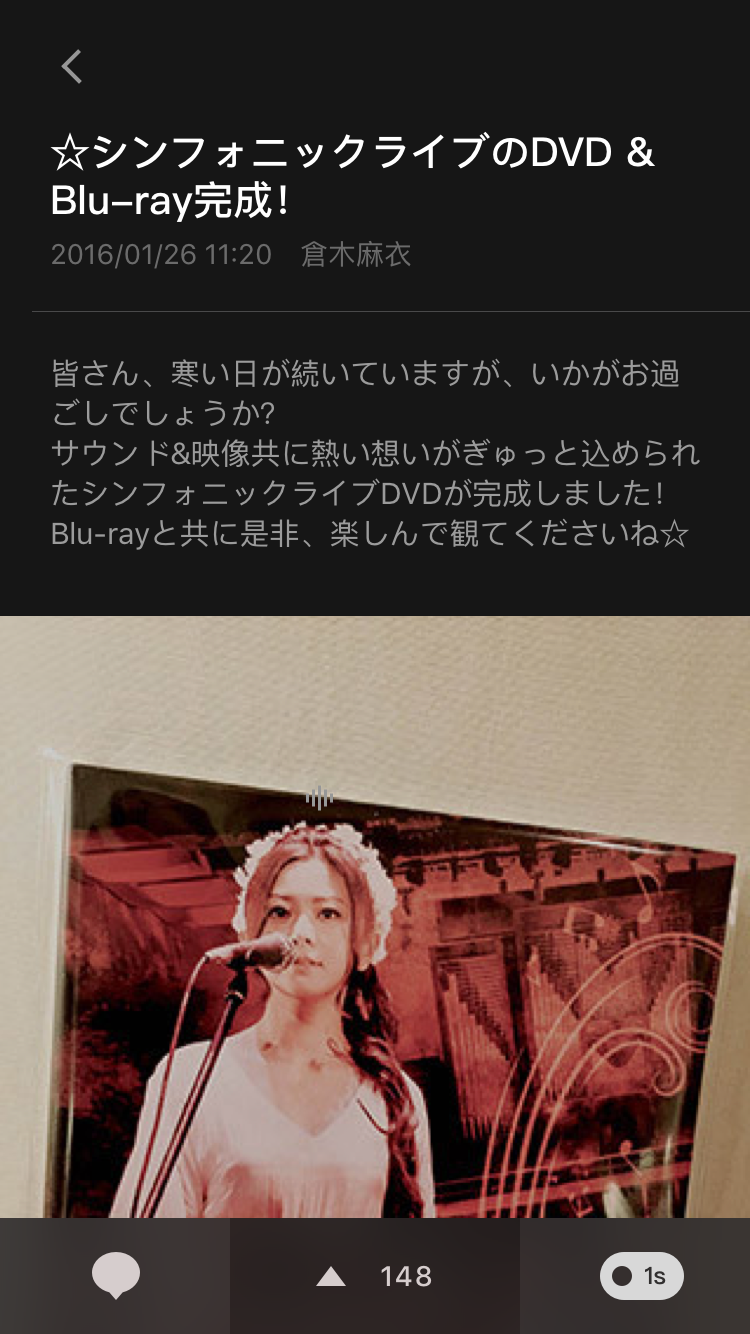 ☆シンフォニックライブのDVD &
Blu–ray完成！
2016/01/26 11:20　倉木麻衣
皆さん、寒い日が続いていますが、いかがお過
ごしでしょうか?
サウンド&映像共に熱い想いがぎゅっと込められ
たシンフォニックライブDVDが完成しました！
Blu-rayと共に是非、楽しんで観てくださいね☆
148
1s